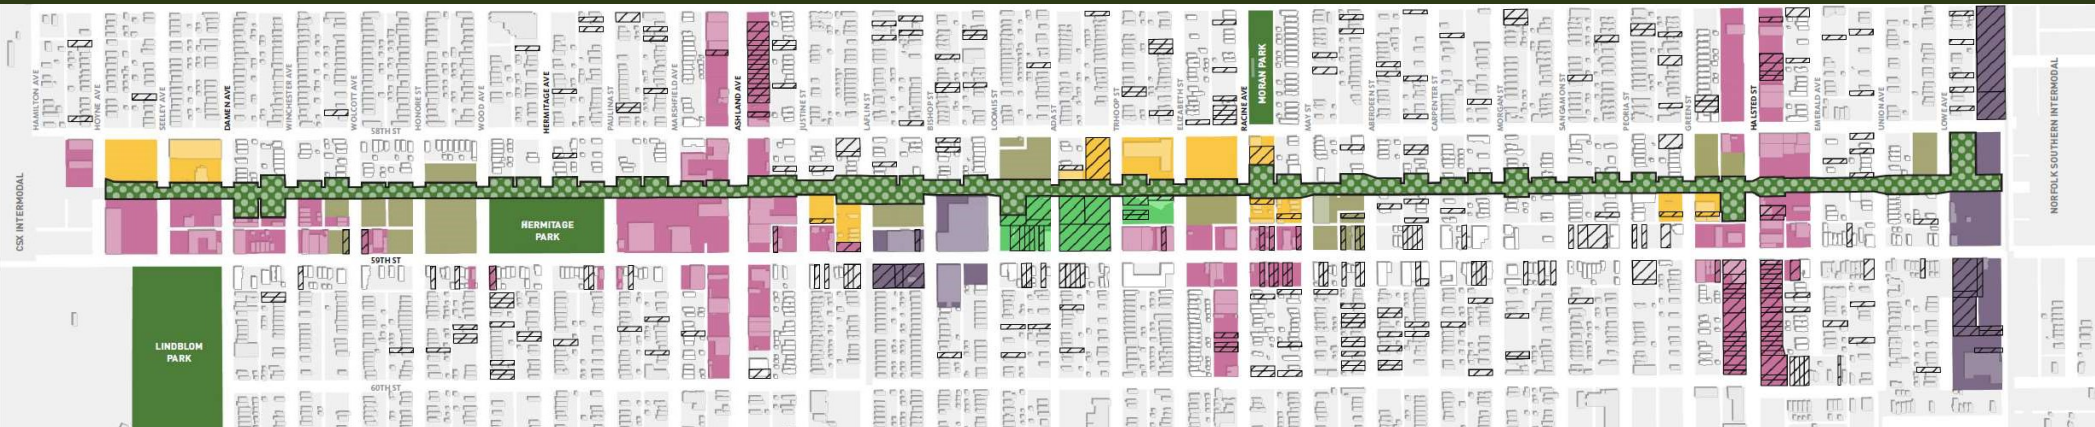 CSX INTERMODAL
HAMILTON AVE
HOYNE AVE
SEELEY AVE
DAMEN AVE
WINCHESTER AVE
WOLCOTT AVE
HONORE ST
WOOD AVE
HERMITAGE AVE
PAULINA ST
MARSHFIELD AVE
ASHLAND AVE
JUSTINE ST
LAFLIN ST
BISHOP ST
LOOMIS ST
ADA ST
THROOP ST
ELIZABETH ST
RACINE AVE
MORAN PARK
MAY ST
ABERDEEN ST
CARPENTER ST
MORGAN ST
SANGAMON ST
PEORIA ST
GREEN ST
HALSTED ST
EMERALD AVE
UNION AVE
LOWE AVE
NORFOLK SOUTHERN INTERMODAL
58TH ST
HERMITAGE
PARK
59TH ST
LINDBLOM
PARK
60TH ST